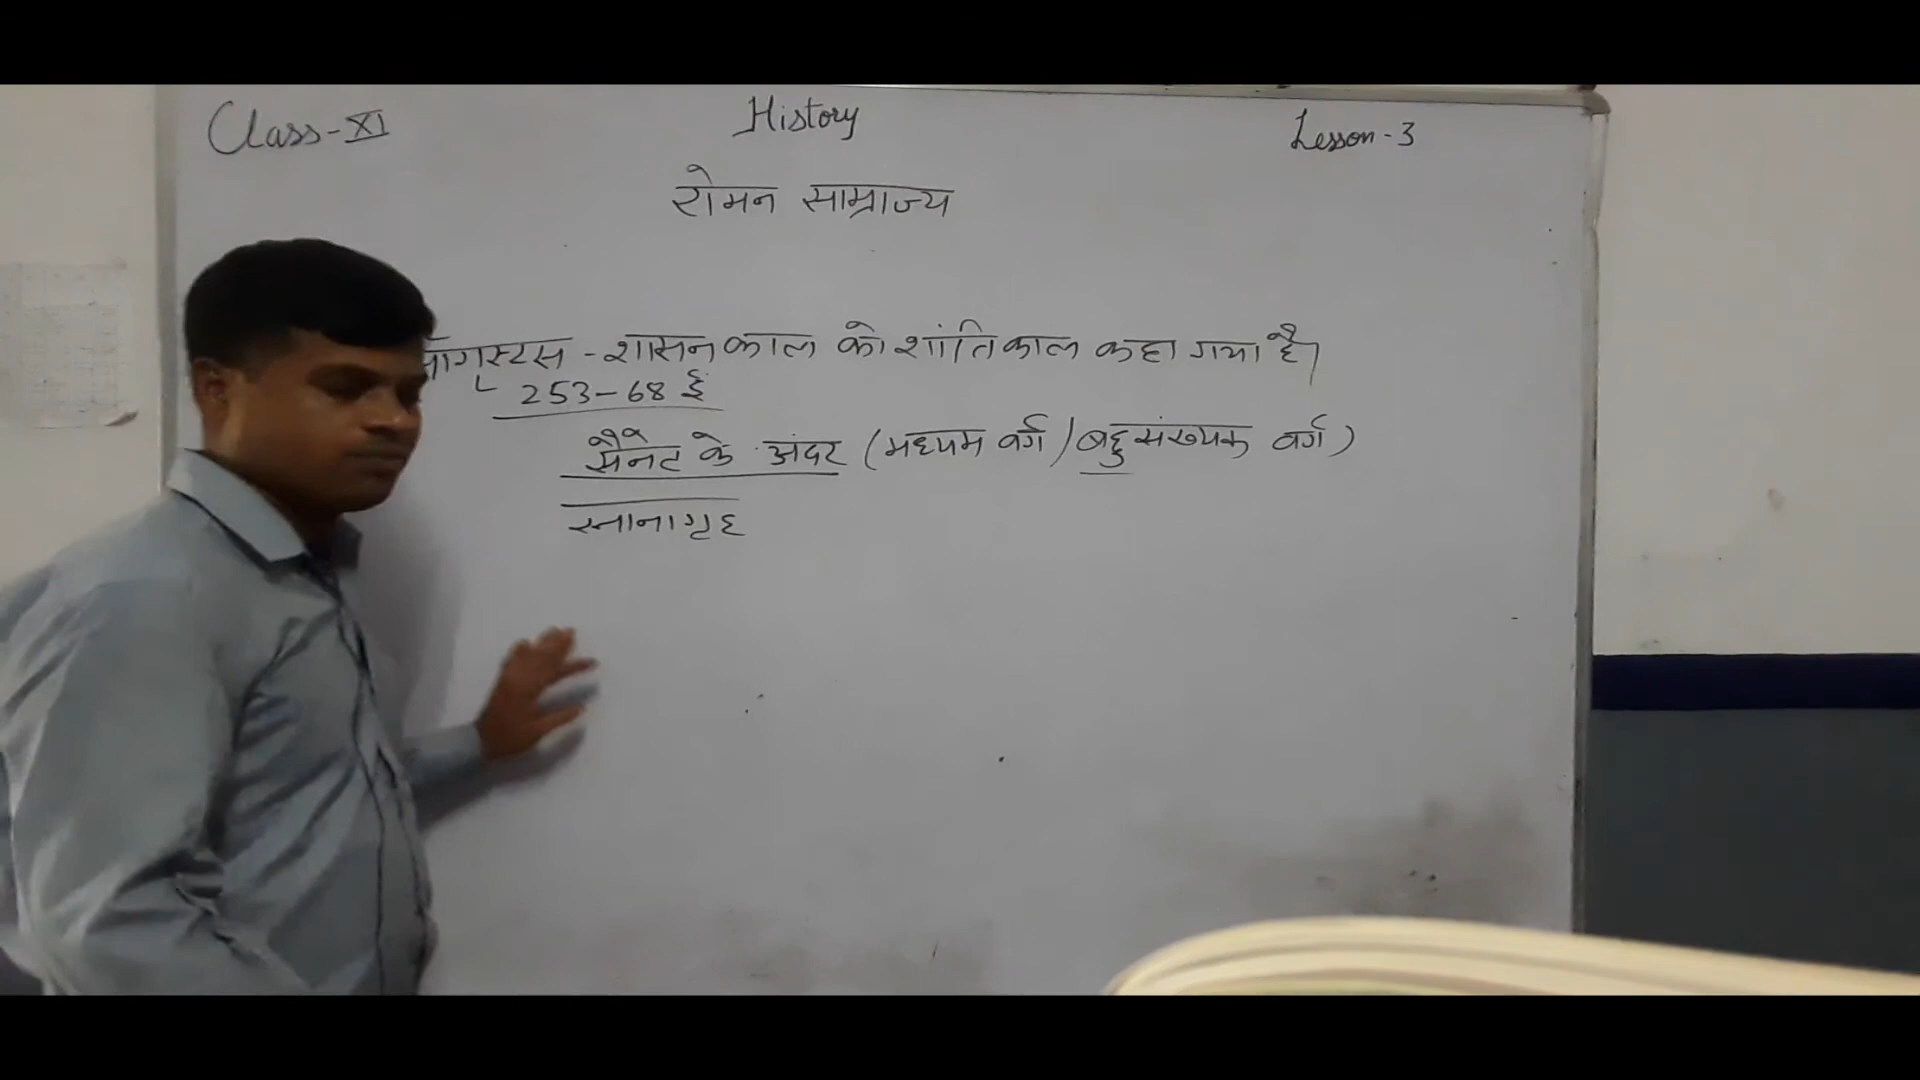 Class-XI
History
Lesson-3
रोमन साम्राज्य
ऑगस्टस - शासनकाल को शांतिकाल कहा गया है।
253-68 ई
सैनेट के अंदर (मध्यम वर्ग / बहुसंख्यक वर्ग)
स्नानागृह